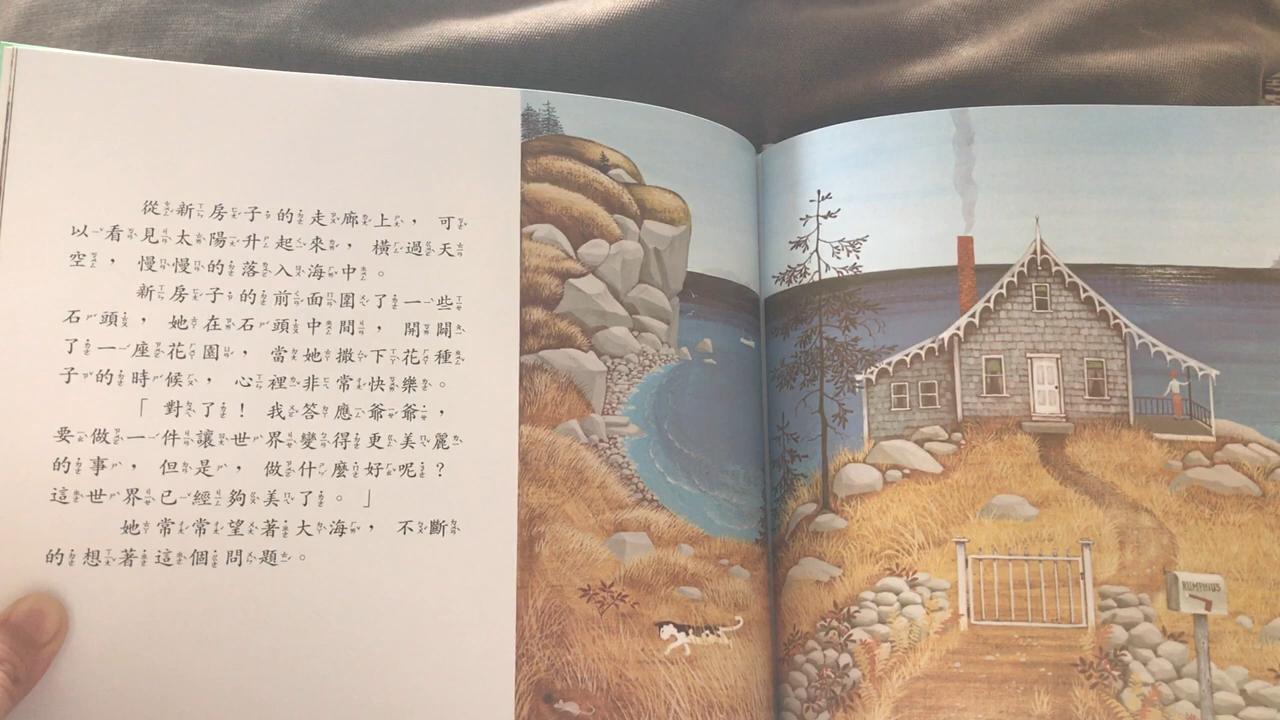 從新房子的走廊上，可
以看見太陽升起來，橫過天
空，慢慢的落入海中。
新房子的前面圍了一些
石頭，她在石頭中間，開闢
了一座花園，當她撒下花種
子的時候，心裡非常快樂。
「對了！我答應爺爺，
要做一件讓世界變得更美麗
的事，但是，做什麼好呢？
這世界已經夠美了。」
她常常望著大海，不斷
的想著這個問題。
RUMPHIUS